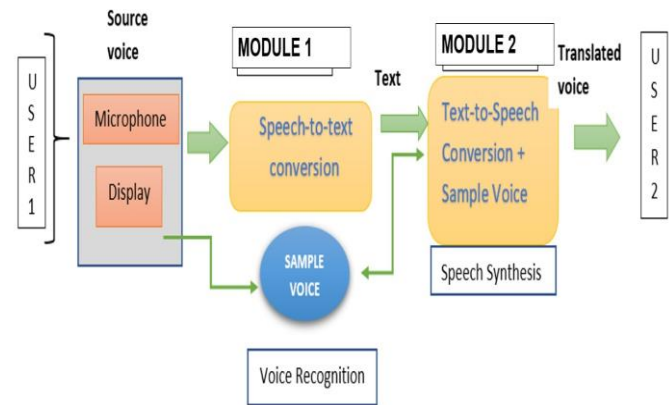 Source
voice
MODULE 1
MODULE 2
Translated
voice
Text
U
S
E
R
1
Microphone
Display
Speech-to-text
conversion
Text-to-Speech
Conversion +
Sample Voice
U
S
E
R
2
SAMPLE
VOICE
Speech Synthesis
Voice Recognition